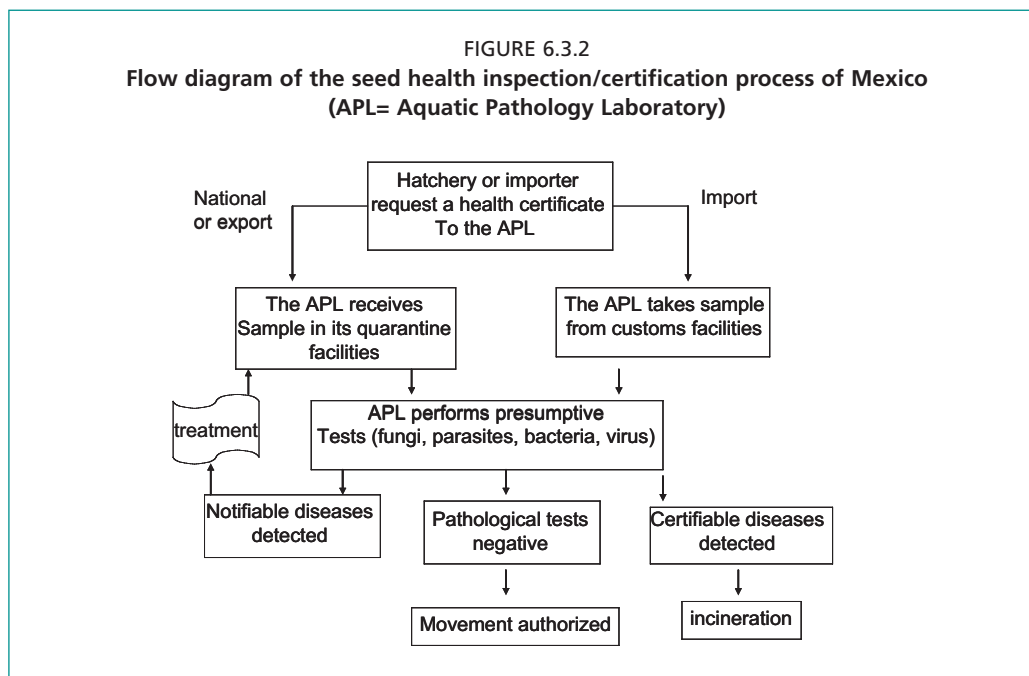 FIGURE 6.3.2
Flow diagram of the seed health inspection/certification process of Mexico
(APL= Aquatic Pathology Laboratory)
Hatchery or importer
request a health certificate
To the APL
National
or export
Import
The APL receives
Sample in its quarantine
facilities
The APL takes sample
from customs facilities
treatment
APL performs presumptive
Tests (fungi, parasites, bacteria, virus)
Notifiable diseases
detected
Pathological tests
negative
Certifiable diseases
detected
Movement authorized
incineration